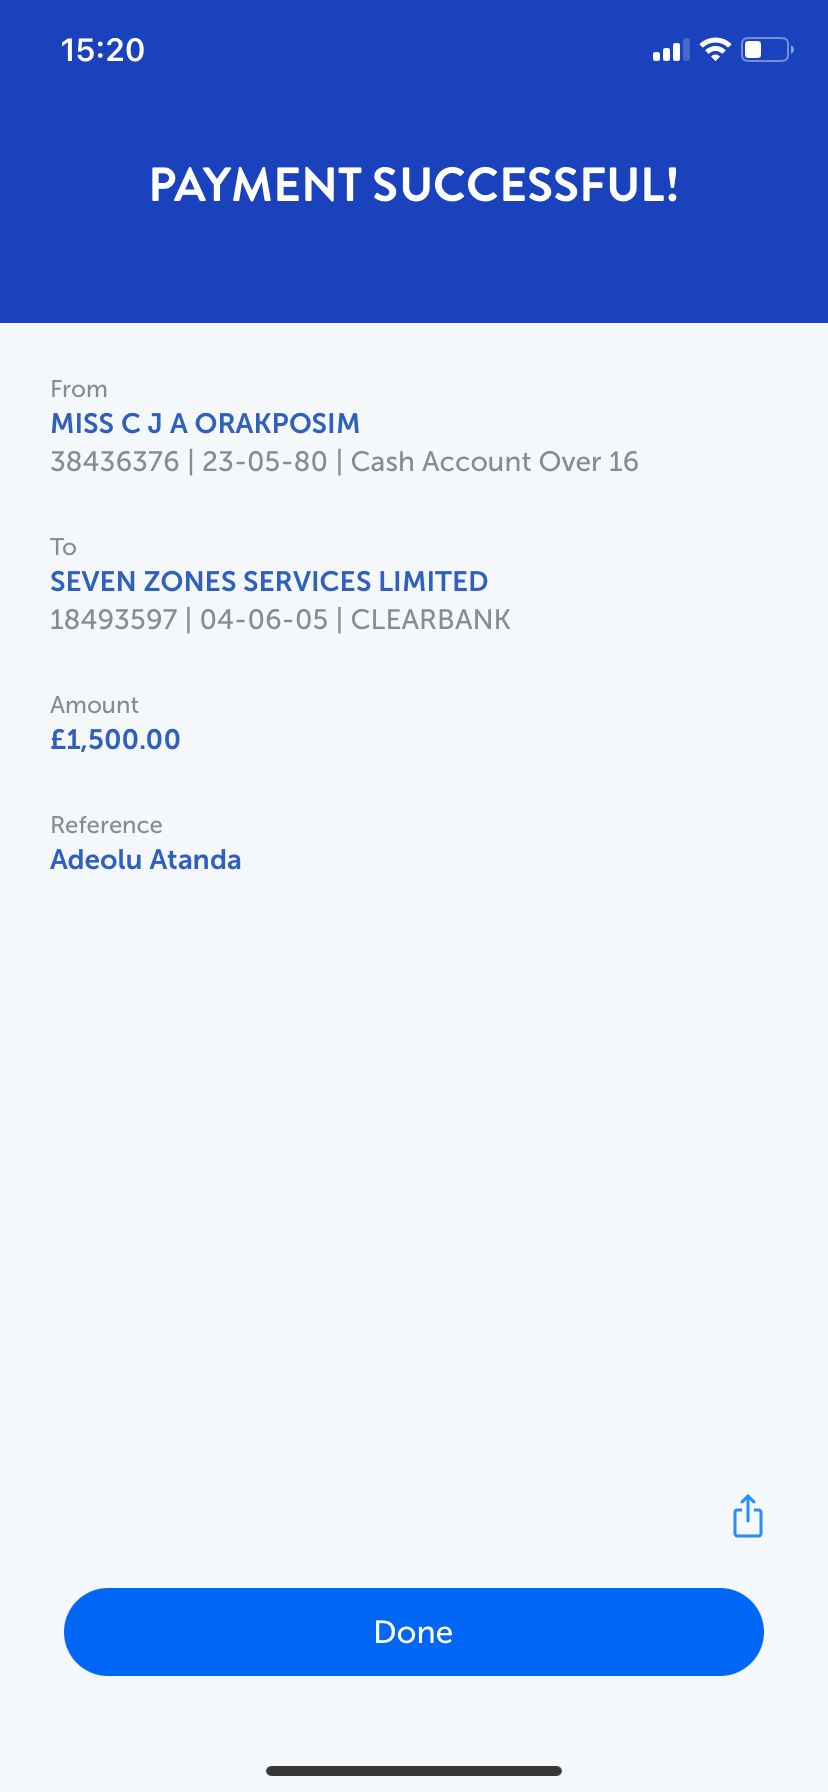 15:20
PAYMENT SUCCESSFUL!
From
MISS C J A ORAKPOSIM
38436376 | 23-05-80 | Cash Account Over 16
To
SEVEN ZONES SERVICES LIMITED
18493597 | 04-06-05 | CLEARBANK
Amount
£1,500.00
Reference
Adeolu Atanda
Done